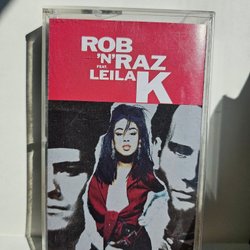 ROB
'N'RAZ
FEAT.
LEILA K